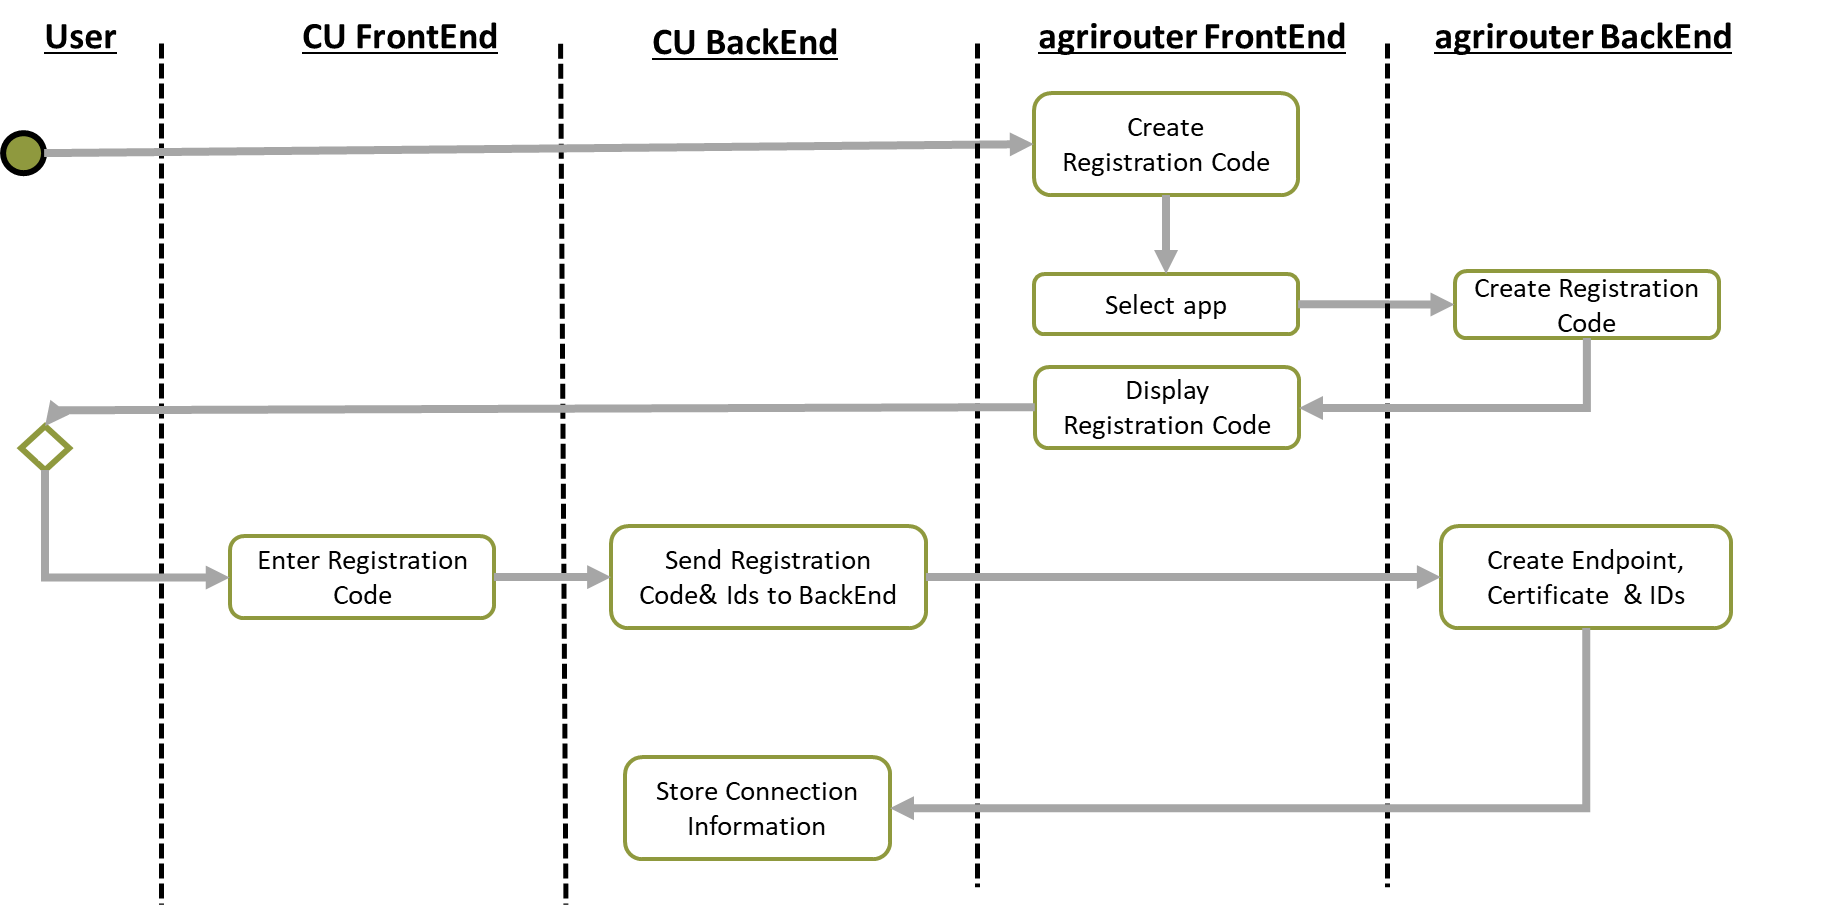 User
CU FrontEnd
CU BackEnd
agrirouter FrontEnd
agrirouter BackEnd
Create
Registration Code
Select app
Create Registration
Code
Display
Registration Code
Enter Registration
Code
Send Registration
Code& Ids to BackEnd
Create Endpoint,
Certificate  & IDs
Store Connection
Information